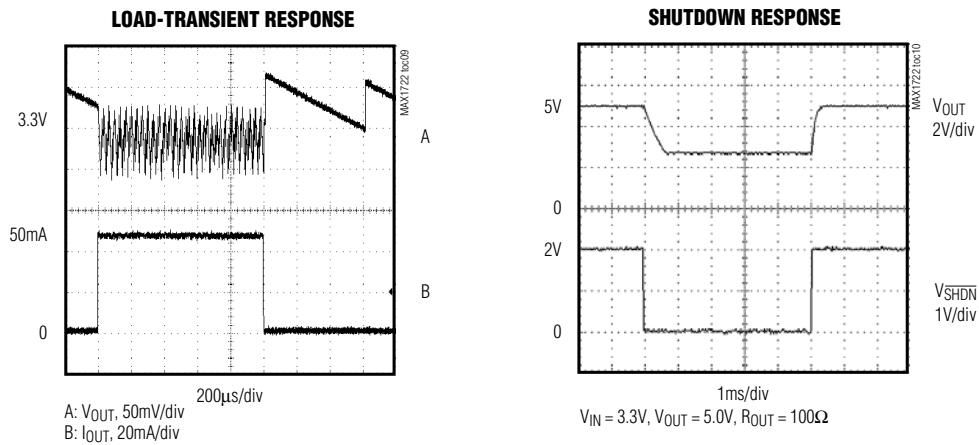 LOAD-TRANSIENT RESPONSE
MAX1722 toc09
3.3V
A
50mA
B
0
200µs/div
A: VOUT, 50mV/div
B: IOUT, 20mA/div
SHUTDOWN RESPONSE
MAX1722 toc10
5V
VOUT
2V/div
0
2V
VSHDN
1V/div
0
1ms/div
VIN = 3.3V, VOUT = 5.0V, ROUT = 100Ω